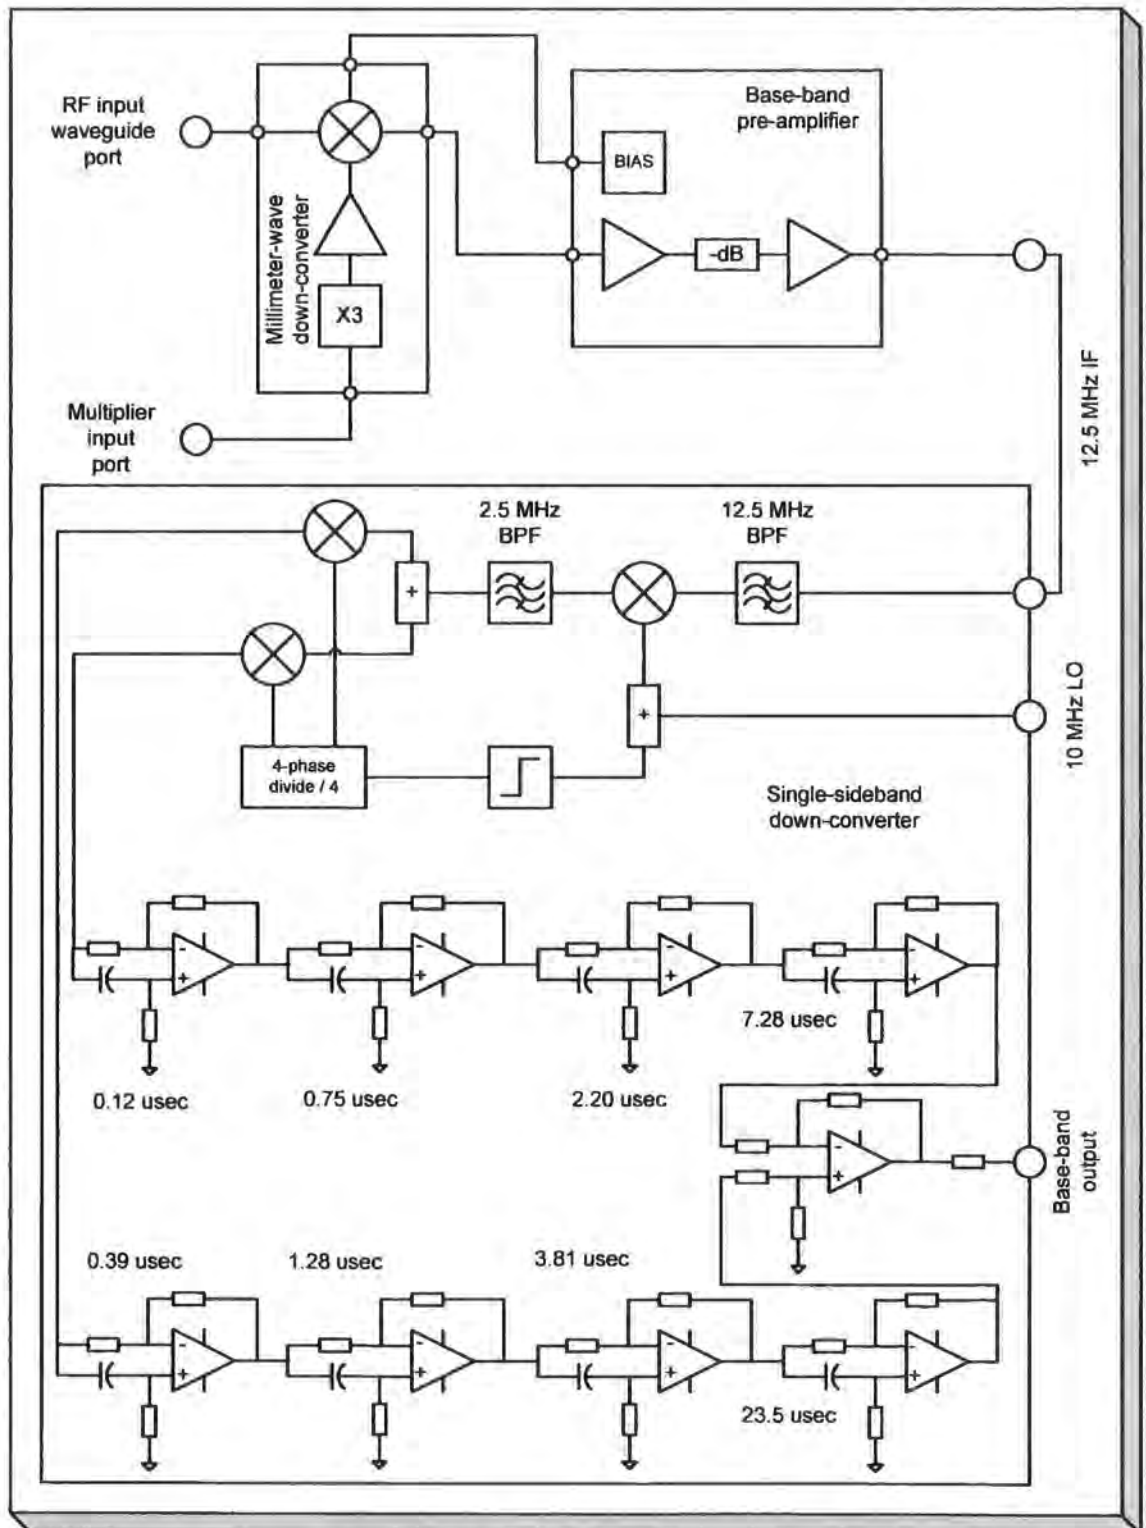 RF input
waveguide
port
Millimeter-wave
down-converter
X3
Base-band
pre-amplifier
BIAS
-dB
Multiplier
input
port
12.5 MHz IF
2.5 MHz
BPF
12.5 MHz
BPF
+
+
10 MHz LO
4-phase
divide / 4
Single-sideband
down-converter
-
+
-
+
-
+
-
+
7.28 usec
0.12 usec
0.75 usec
2.20 usec
-
+
Base-band
output
0.39 usec
1.28 usec
3.81 usec
-
+
-
+
-
+
-
+
23.5 usec